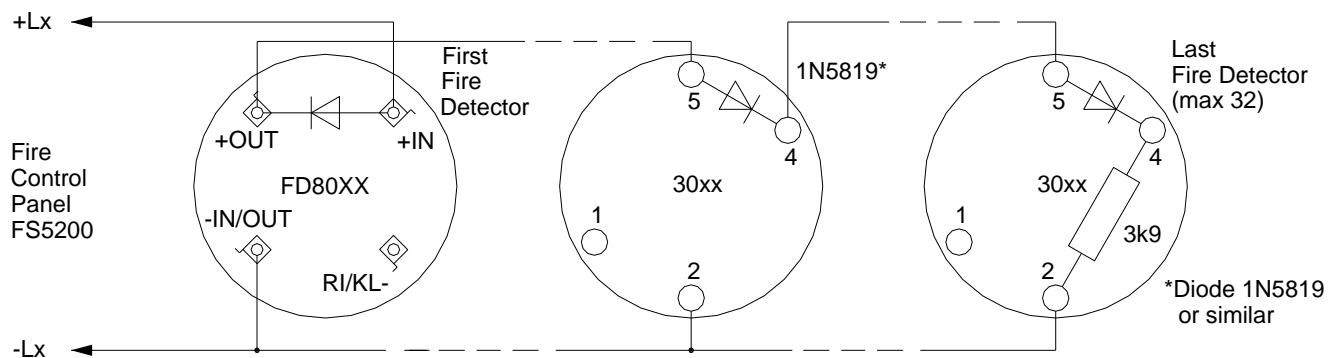 +Lx
First
Fire
Detector
+OUT
+IN
FD80XX
-IN/OUT
RI/KL-
Fire
Control
Panel
FS5200
1N5819*
5
4
30xx
1
2
Last
Fire Detector
(max 32)
5
4
30xx
1
3k9
2
*Diode 1N5819
or similar
-Lx